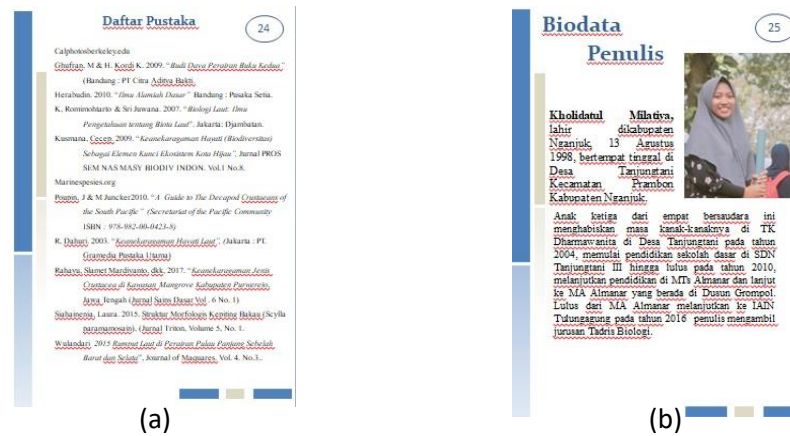 Daftar Pustaka
24
Calphotosberkeley.edu
Ghufran, M & H. Kordi K. 2009. “Budi Daya Perairan Buku Kedua”
(Bandung : PT Citra Aditya Bakti.
Herabudin. 2010. “Ilmu Alamiah Dasar” Bandung : Pusaka Setia.
K, Romimohtarto & Sri Juwana. 2007. “Biologi Laut: Ilmu
Pengetahuan tentang Biota Laut”. Jakarta: Djambatan.
Kusmana, Cecep. 2009. “Keanekaragaman Hayati (Biodiversitas)
Sebagai Elemen Kunci Ekosistem Kota Hijau”, Jurnal PROS
SEM NAS MASY BIODIV INDON. Vol.1 No.8.
Marinespesies.org
Poupin, J & M Juncker2010. “A Guide to The Decapod Crustaceans of
the South Pacific” (Secretariat of the Pacific Community
ISBN : 978-982-00-0423-8)
R. Dahuri. 2003. “Keanekaragaman Hayati Laut”, (Jakarta : PT.
Gramedia Pustaka Utama)
Rahayu, Slamet Mardiyanto, dkk, 2017. “Keanekaragaman Jenis
Crustacea di Kawasan Mangrove Kabupaten Purworejo,
Jawa Tengah (Jurnal Sains Dasar Vol . 6 No. 1)
Siahainenia, Laura. 2015. Struktur Morfologis Kepiting Bakau (Scylla
paramamosain). (Jurnal Triton, Volume 5, No. 1.
Wulandari 2015 Rumput Laut di Perairan Pulau Panjang Sebelah
Barat dan Selata”, Journal of Maquares, Vol. 4. No.3..
(a)
Biodata
Penulis
25
Kholidatul Milatiya,
lahir dikabupaten
Nganjuk, 13 Agustus
1998, bertempat tinggal di
Desa Tanjungtani
Kecamatan Prambon
Kabupaten Nganjuk.
Anak ketiga dari empat bersaudara ini
menghabiskan masa kanak-kanaknya di TK
Dharmawanita di Desa Tanjungtani pada tahun
2004, memulai pendidikan sekolah dasar di SDN
Tanjungtani III hingga lulus pada tahun 2010,
melanjutkan pendidikan di MTs Almanar dan lanjut
ke MA Almanar yang berada di Dusun Grompol.
Lulus dari MA Almanar melanjutkan ke IAIN
Tulungagung pada tahun 2016 penulis mengambil
jurusan Tadris Biologi.
(b)